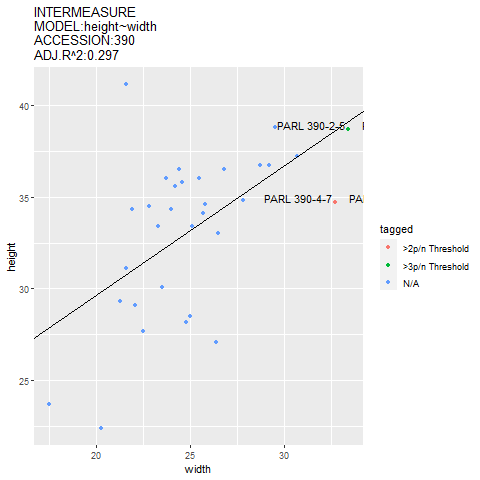 INTERMEASURE
MODEL:height~width
ACCESSION:390
ADJ.R^2:0.297
40
35
30
25
height
20
25
30
width
PARL 390-2-5
PARL 390-4-7
PA
tagged
>2p/n Threshold
>3p/n Threshold
N/A